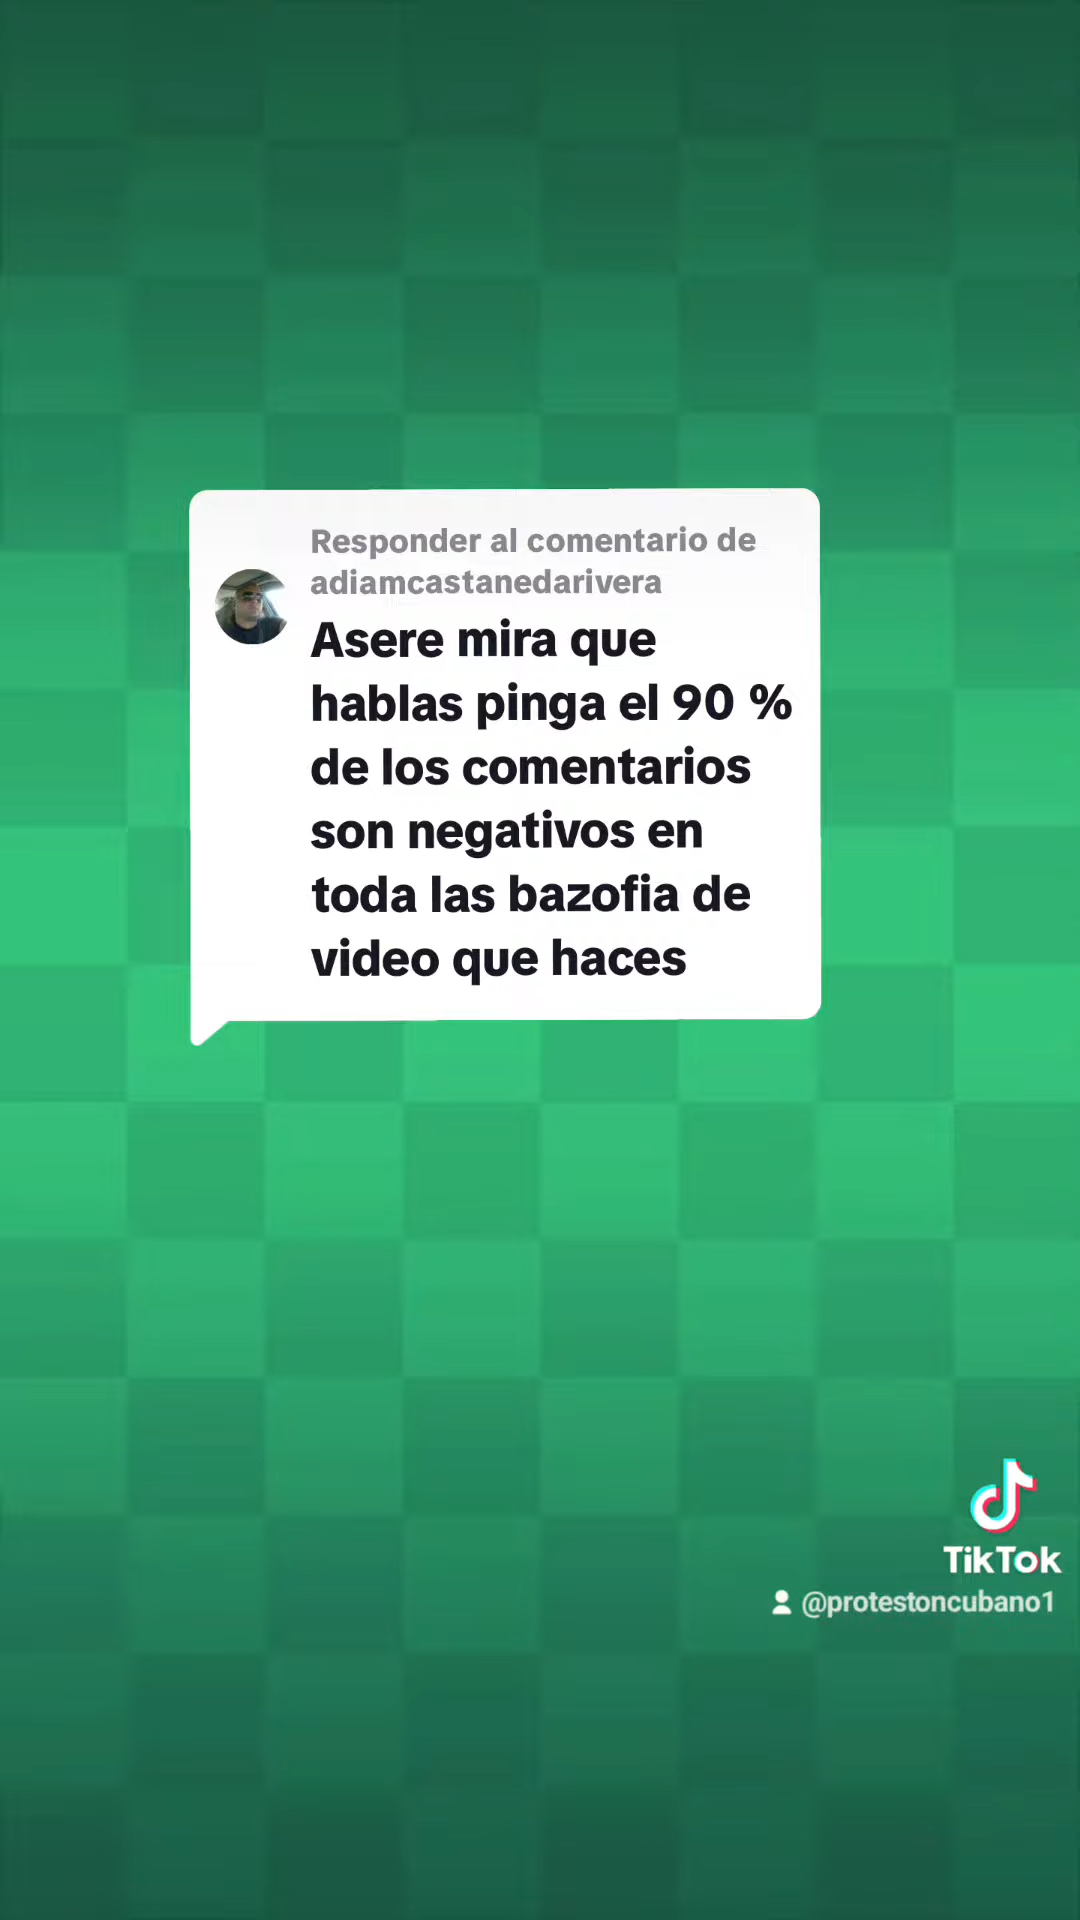 Responder al comentario de
adiamcastanedarivera
Asere mira que
hablas pinga el 90 %
de los comentarios
son negativos en
toda las bazofia de
video que haces
TikTok
@protestoncubano1